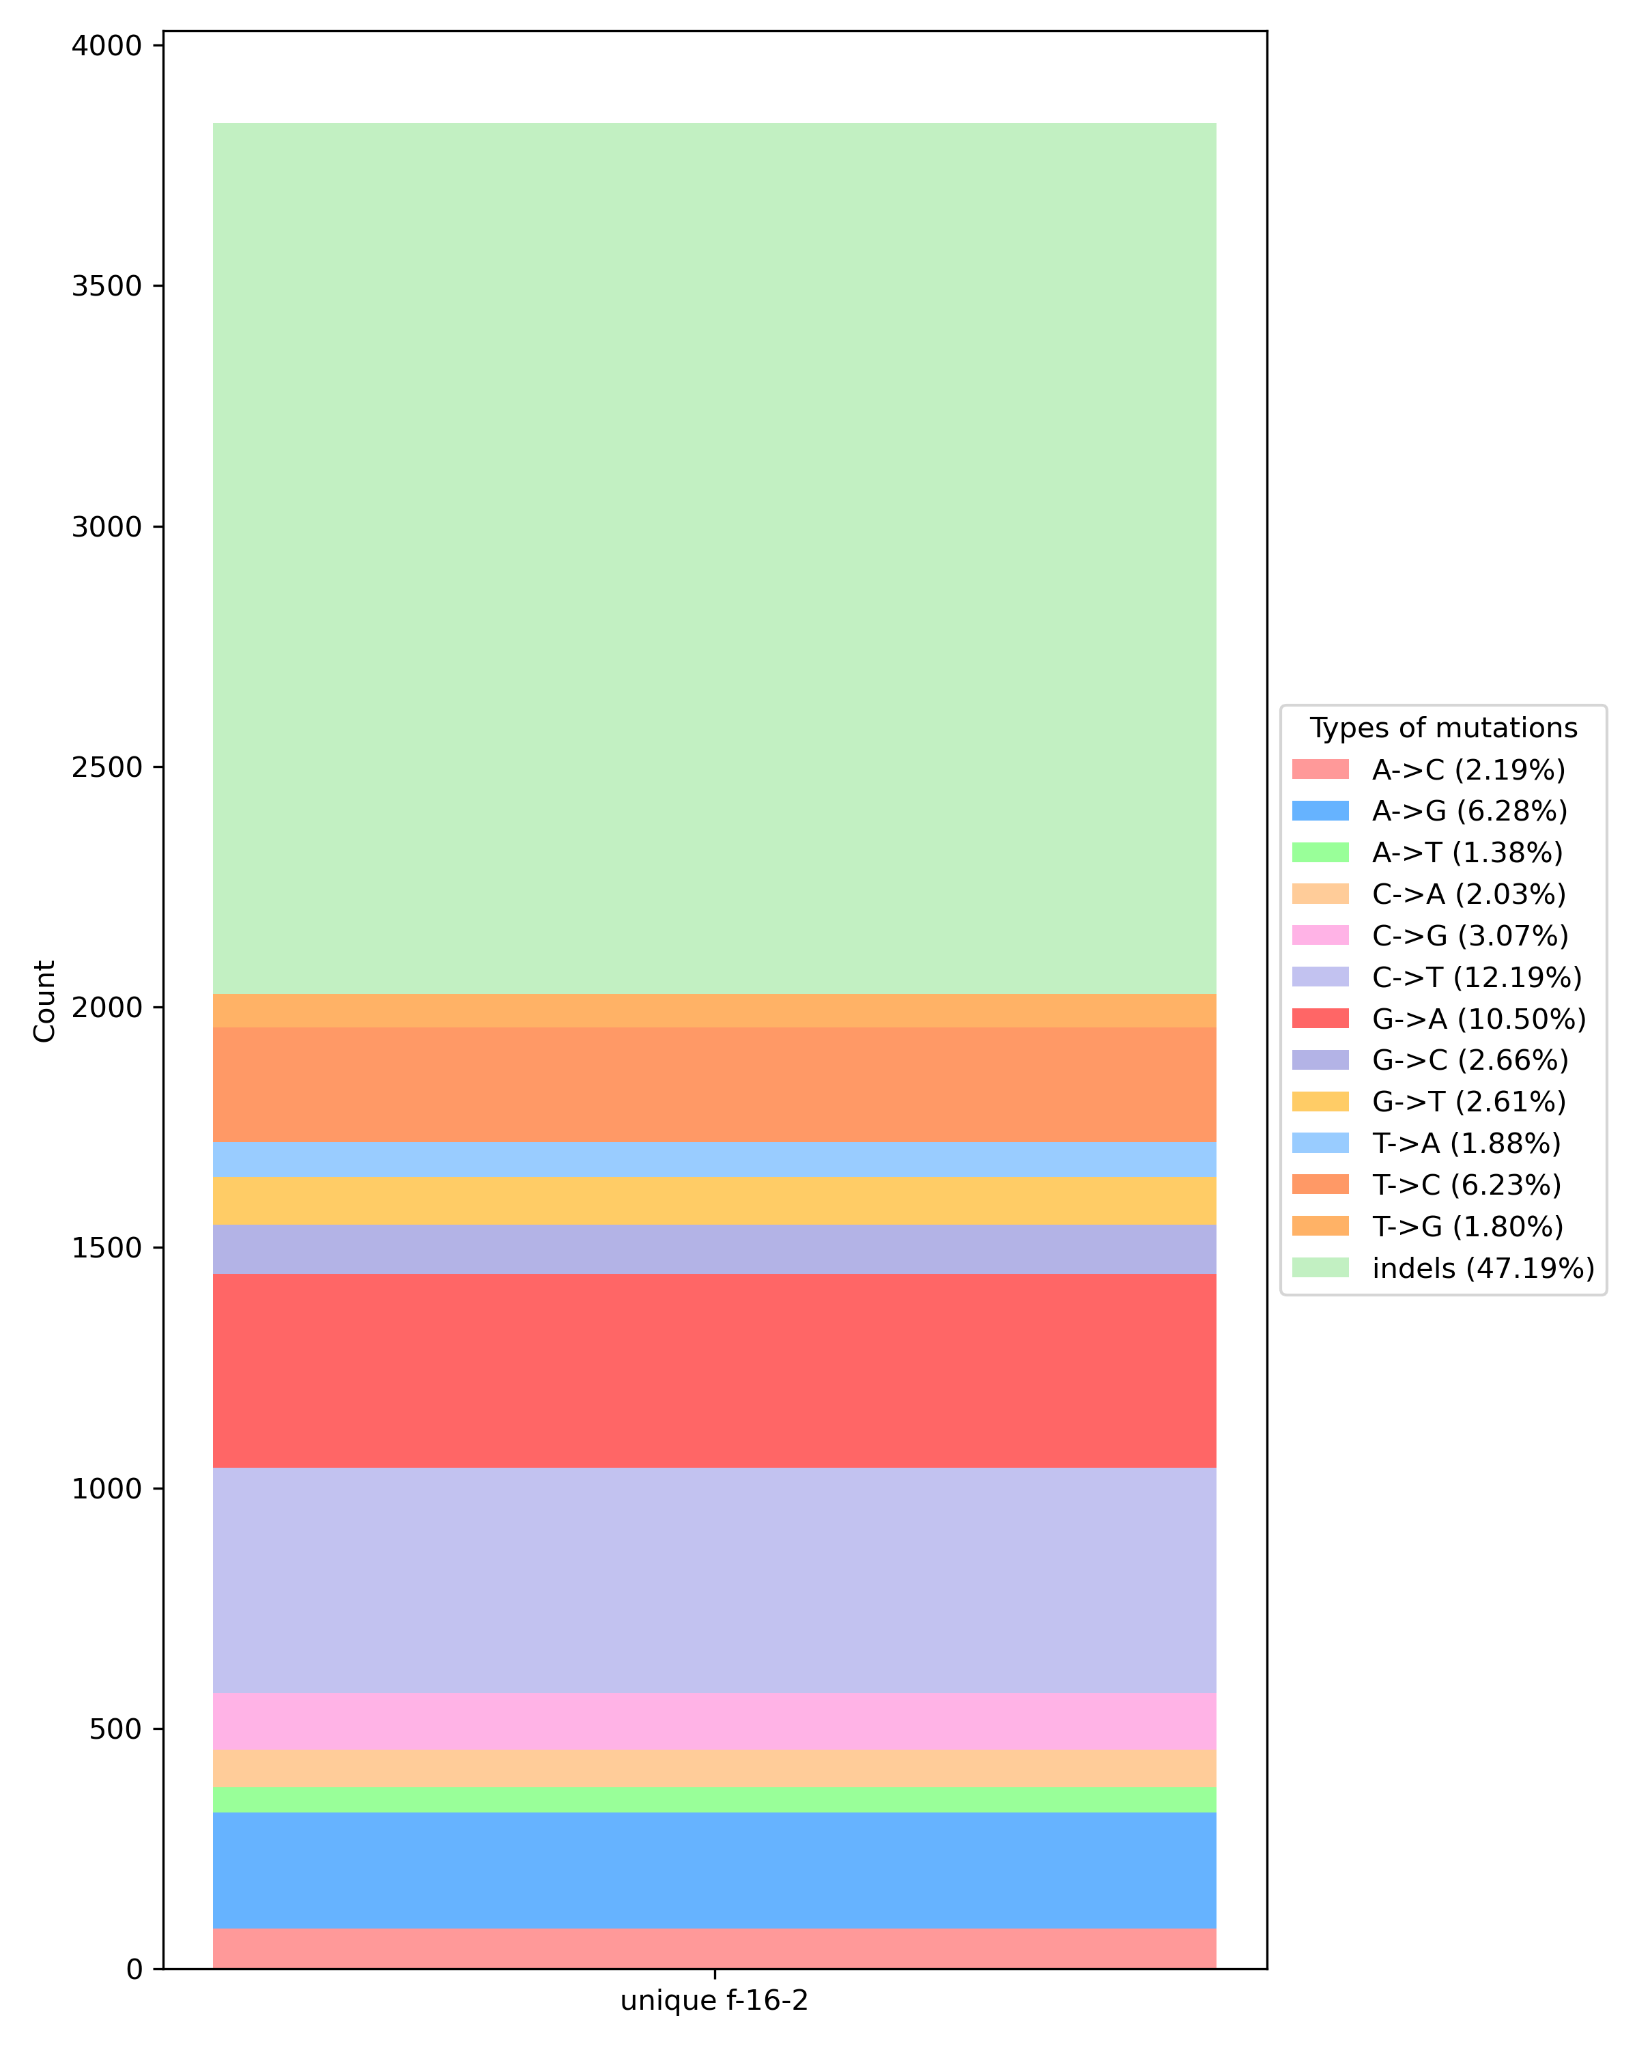 4000
3500
3000
2500
2000
1500
1000
500
0
Count
unique f-16-2
Types of mutations
A->C (2.19%)
A->G (6.28%)
A->T (1.38%)
C->A (2.03%)
C->G (3.07%)
C->T (12.19%)
G->A (10.50%)
G->C (2.66%)
G->T (2.61%)
T->A (1.88%)
T->C (6.23%)
T->G (1.80%)
indels (47.19%)